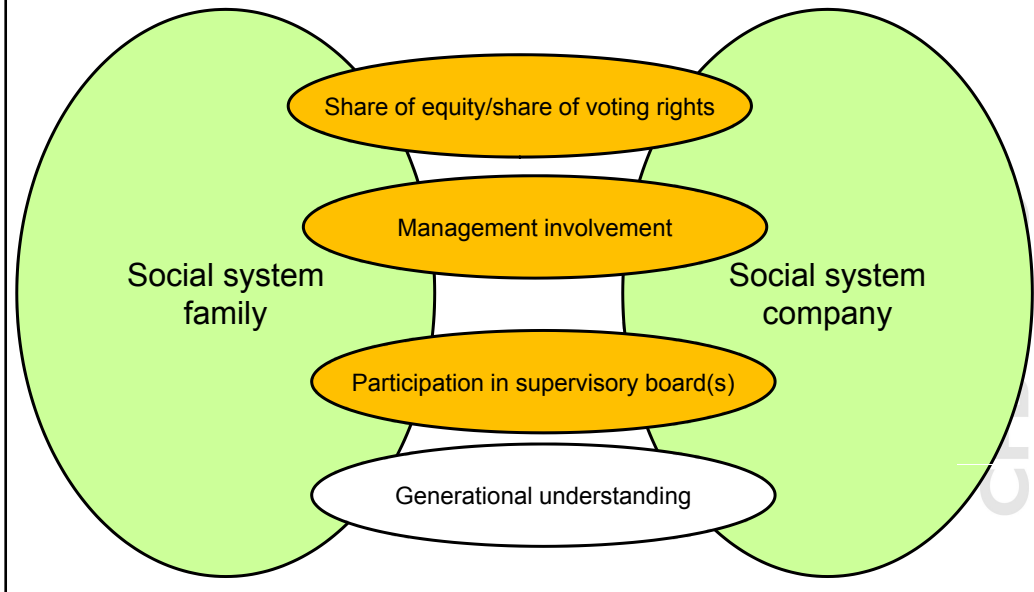 Share of equity/share of voting rights
Management involvement
Social system
family
Social system
company
Participation in supervisory board(s)
Generational understanding